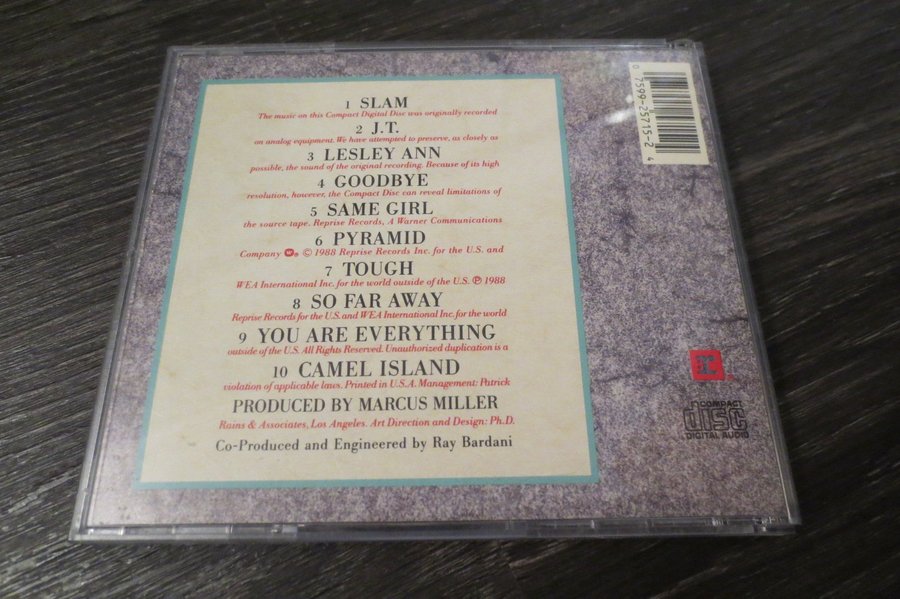 1 SLAM
The music on this Compact Digital Disc was originally recorded
2 J.T.
on analog equipment. We have attempted to preserve, as closely as
3 LESLEY ANN
possible, the sound of the original recording. Because of its high
4 GOODBYE
resolution, however, the Compact Disc can reveal limitations of
5 SAME GIRL
the source tape. Reprise Records, A Warner Communications
6 PYRAMID
Company ® © 1988 Reprise Records Inc. for the U.S. and
7 TOUGH
WEA International Inc. for the world outside of the U.S. ℗ 1988
8 SO FAR AWAY
Reprise Records for the U.S. and WEA International Inc. for the world
9 YOU ARE EVERYTHING
outside of the U.S. All Rights Reserved. Unauthorized duplication is a
10 CAMEL ISLAND
violation of applicable laws. Printed in U.S.A. Management: Patrick
PRODUCED BY MARCUS MILLER
Rains & Associates, Los Angeles. Art Direction and Design: Ph.D.
Co-Produced and Engineered by Ray Bardani
0 7599-25715-2 4
r
COMPACT
disc
DIGITAL AUDIO